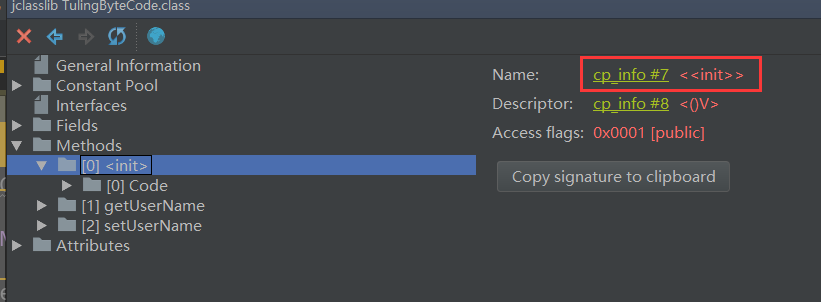 jclasslib TulingByteCode.class
General Information
Constant Pool
Interfaces
Fields
Methods
[0] <init>
[0] Code
[1] getUserName
[2] setUserName
Attributes
Name: cp_info #7 <<init>>
Descriptor: cp_info #8 <()V>
Access flags: 0x0001 [public]
Copy signature to clipboard